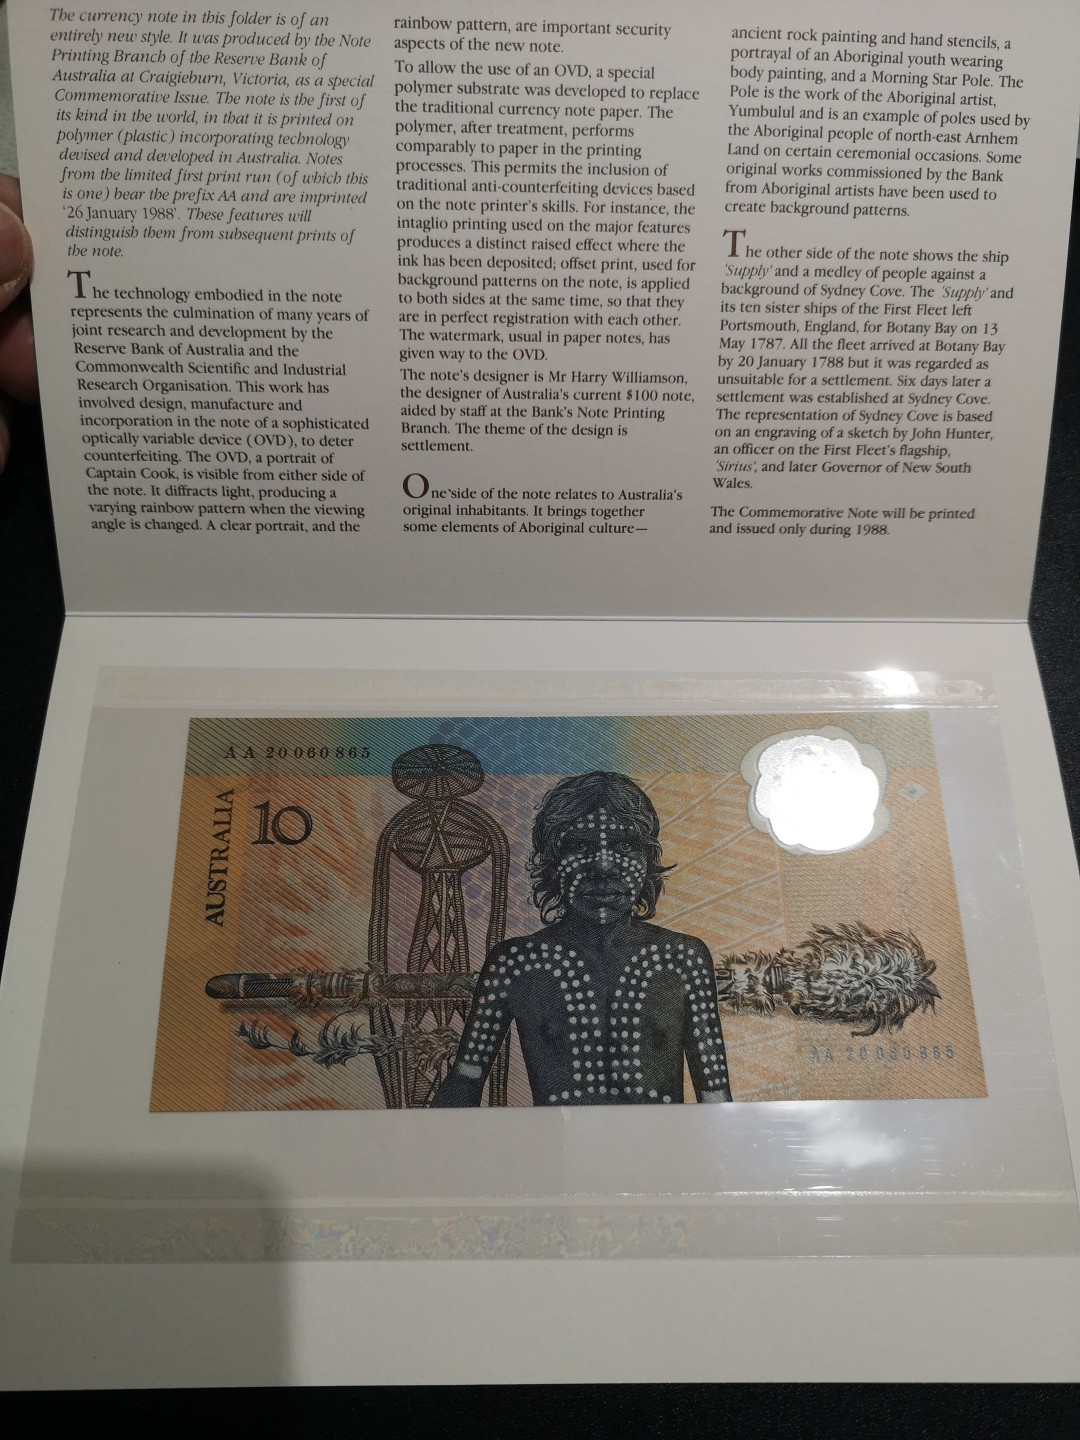 The currency note in this folder is of an
entirely new style. It was produced by the Note
Printing Branch of the Reserve Bank of
Australia at Craigieburn, Victoria, as a special
Commemorative Issue. The note is the first of
its kind in the world, in that it is printed on
polymer (plastic) incorporating technology
devised and developed in Australia. Notes
from the limited first print run (of which this
is one) bear the prefix AA and are imprinted
'26 January 1988'. These features will
distinguish them from subsequent prints of
the note.
The technology embodied in the note
represents the culmination of many years of
joint research and development by the
Reserve Bank of Australia and the
Commonwealth Scientific and Industrial
Research Organisation. This work has
involved design, manufacture and
incorporation in the note of a sophisticated
optically variable device (OVD), to deter
counterfeiting. The OVD, a portrait of
Captain Cook, is visible from either side of
the note. It diffracts light, producing a
varying rainbow pattern when the viewing
angle is changed. A clear portrait, and the
rainbow pattern, are important security
aspects of the new note.
To allow the use of an OVD, a special
polymer substrate was developed to replace
the traditional currency note paper. The
polymer, after treatment, performs
comparably to paper in the printing
processes. This permits the inclusion of
traditional anti-counterfeiting devices based
on the note printer's skills. For instance, the
intaglio printing used on the major features
produces a distinct raised effect where the
ink has been deposited; offset print, used for
background patterns on the note, is applied
to both sides at the same time, so that they
are in perfect registration with each other.
The watermark, usual in paper notes, has
given way to the OVD.
The note's designer is Mr Harry Williamson,
the designer of Australia's current $100 note,
aided by staff at the Bank's Note Printing
Branch. The theme of the design is
settlement.
One side of the note relates to Australia's
original inhabitants. It brings together
some elements of Aboriginal culture—
ancient rock painting and hand stencils, a
portrayal of an Aboriginal youth wearing
body painting, and a Morning Star Pole. The
Pole is the work of the Aboriginal artist,
Yumbulul and is an example of poles used by
the Aboriginal people of north-east Arnhem
Land on certain ceremonial occasions. Some
original works commissioned by the Bank
from Aboriginal artists have been used to
create background patterns.
The other side of the note shows the ship
'Supply' and a medley of people against a
background of Sydney Cove. The 'Supply' and
its ten sister ships of the First Fleet left
Portsmouth, England, for Botany Bay on 13
May 1787. All the fleet arrived at Botany Bay
by 20 January 1788 but it was regarded as
unsuitable for a settlement. Six days later a
settlement was established at Sydney Cove.
The representation of Sydney Cove is based
on an engraving of a sketch by John Hunter,
an officer on the First Fleet's flagship,
'Sirius', and later Governor of New South
Wales.
The Commemorative Note will be printed
and issued only during 1988.
AA 20 060 865
AUSTRALIA
10
AA 20 060 865